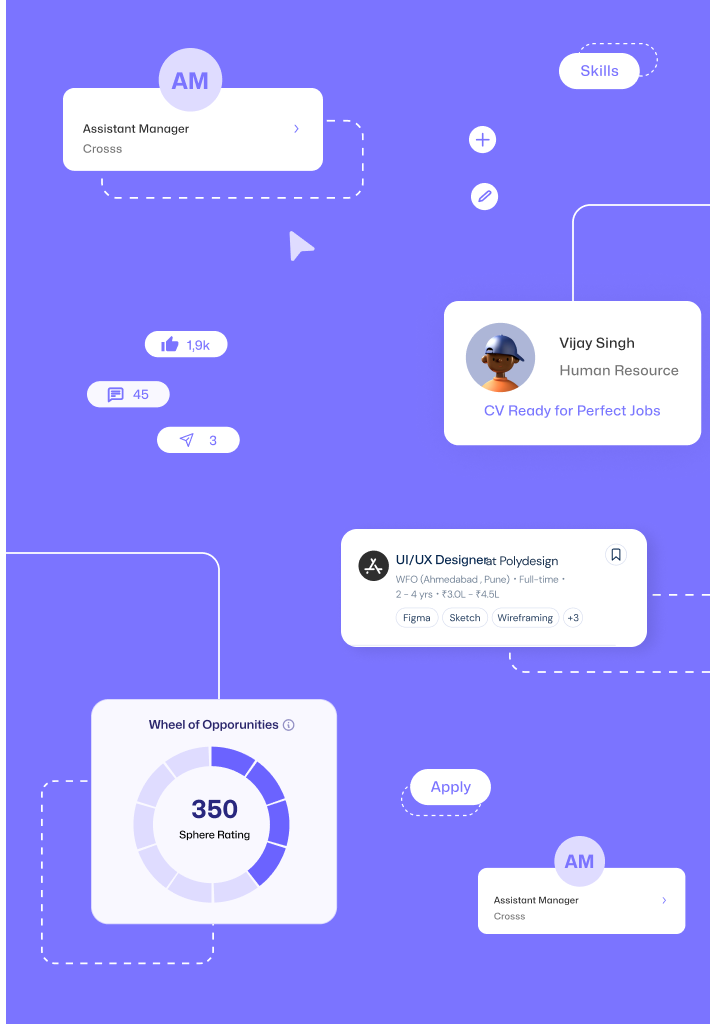 AM
Assistant Manager
Crosss
Skills
1,9k
45
3
Vijay Singh
Human Resource
CV Ready for Perfect Jobs
UI/UX Designer at Polydesign
WFO (Ahmedabad , Pune) • Full-time •
2 – 4 yrs • ₹3.0L – ₹4.5L
Figma Sketch Wireframing +3
Wheel of Opporunities
350
Sphere Rating
Apply
AM
Assistant Manager
Crosss